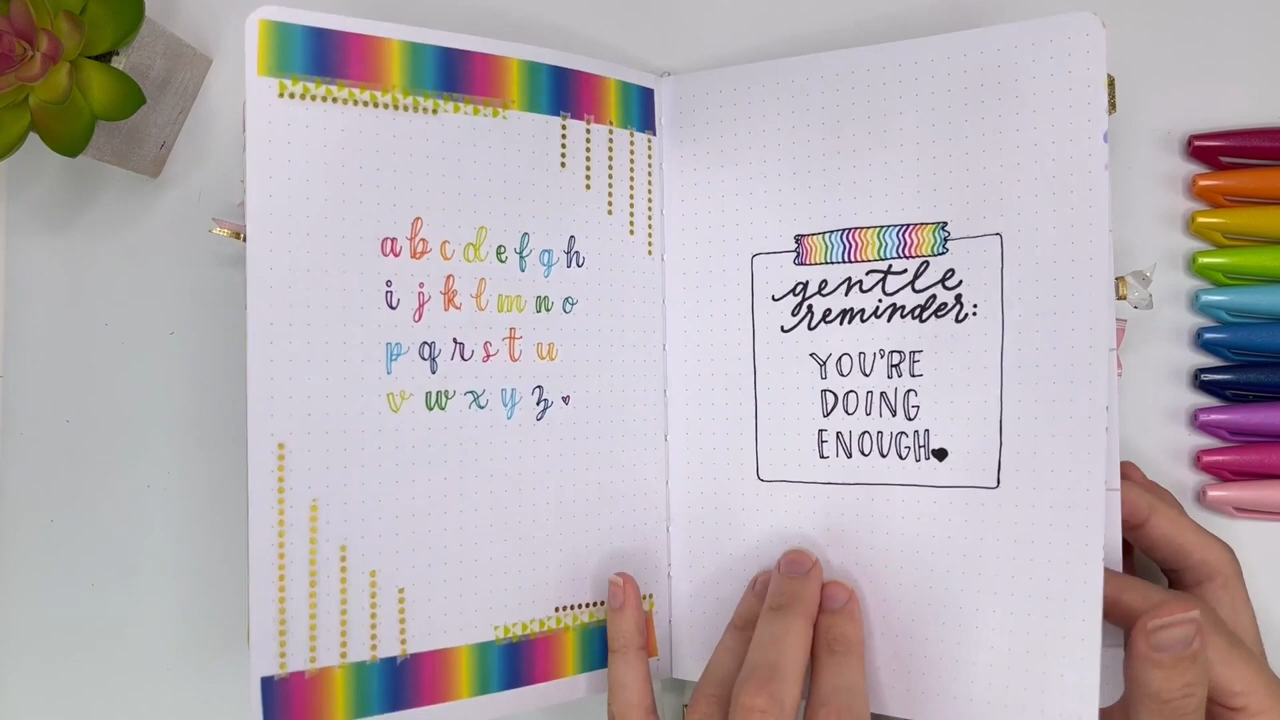 a b c d e f g h
i j k l m n o
p q r s t u
v w x y z
gentle
reminder:
YOU'RE
DOING
ENOUGH